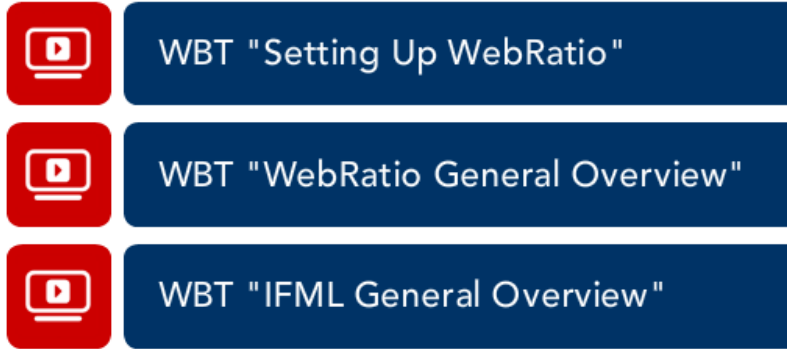 WBT "Setting Up WebRatio"
WBT "WebRatio General Overview"
WBT "IFML General Overview"